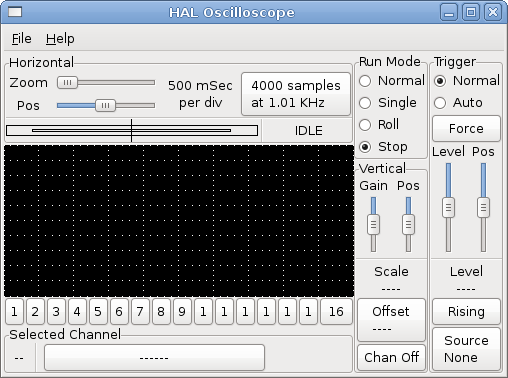 HAL Oscilloscope
File Help
Horizontal
Zoom
Pos
500 mSec
per div
4000 samples
at 1.01 KHz
IDLE
1 2 3 4 5 6 7 8 9 1 1 1 1 1 1 16
Selected Channel
-- ------
Run Mode
Normal
Single
Roll
Stop
Vertical
Gain Pos
Scale
----
Offset
----
Chan Off
Trigger
Normal
Auto
Force
Level Pos
Level
----
Rising
Source
None